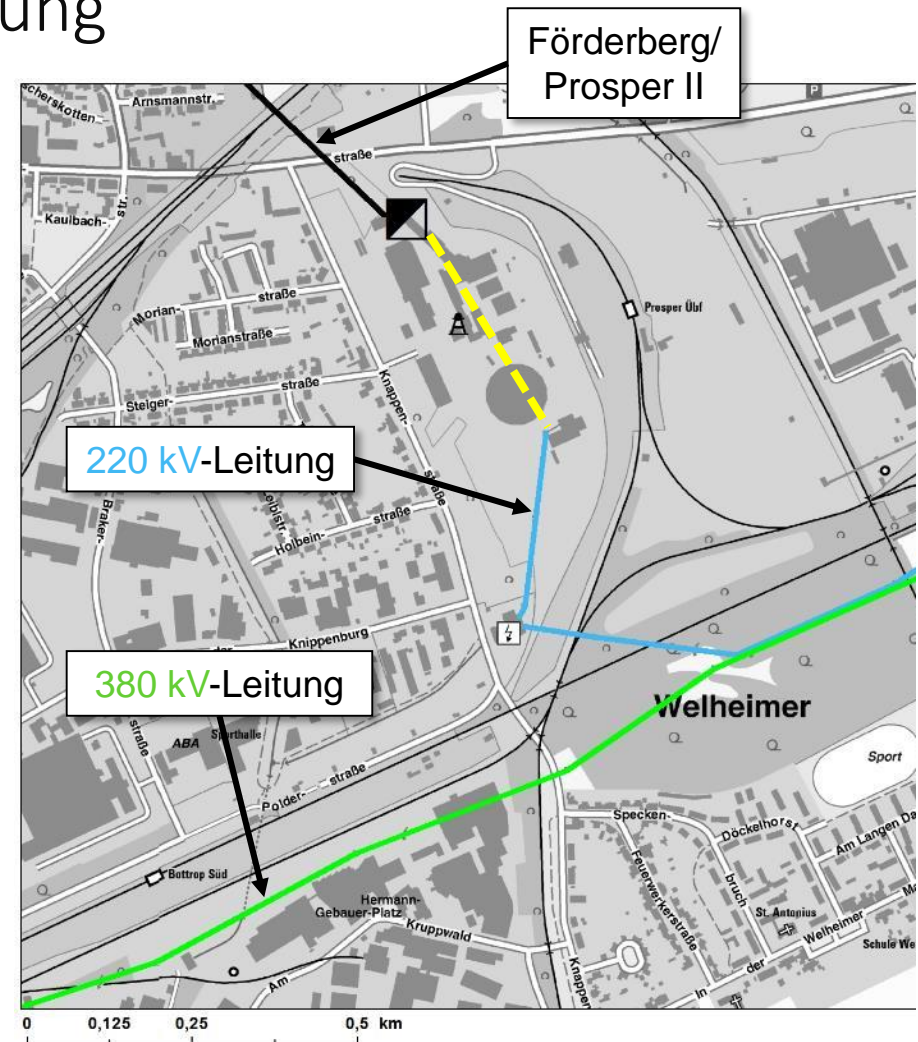 ung
Förderberg/
Prosper II
cherskotten
Arnsmannstr.
P
straße
Kaulbach-
str.
Prosper Übf
Morian-
straße
Morianstraße
Knappen-
straße
straße
Steiger-
220 kV-Leitung
Braker-
straße
Holbein-
straße
Knippenburg
der
380 kV-Leitung
Welheimer
ABA
Sporthalle
Sport
Polder-
straße
Specken-
bruch
Döckelhorst
Am Langen Da
Feuerwerkerstraße
Bottrop Süd
Hermann-
Gebauer-Platz
St. Antonius
Kruppwald
Am
In
der
Welheimer
Ma
Schule We
Knappen
0 0,125 0,25 0,5 km